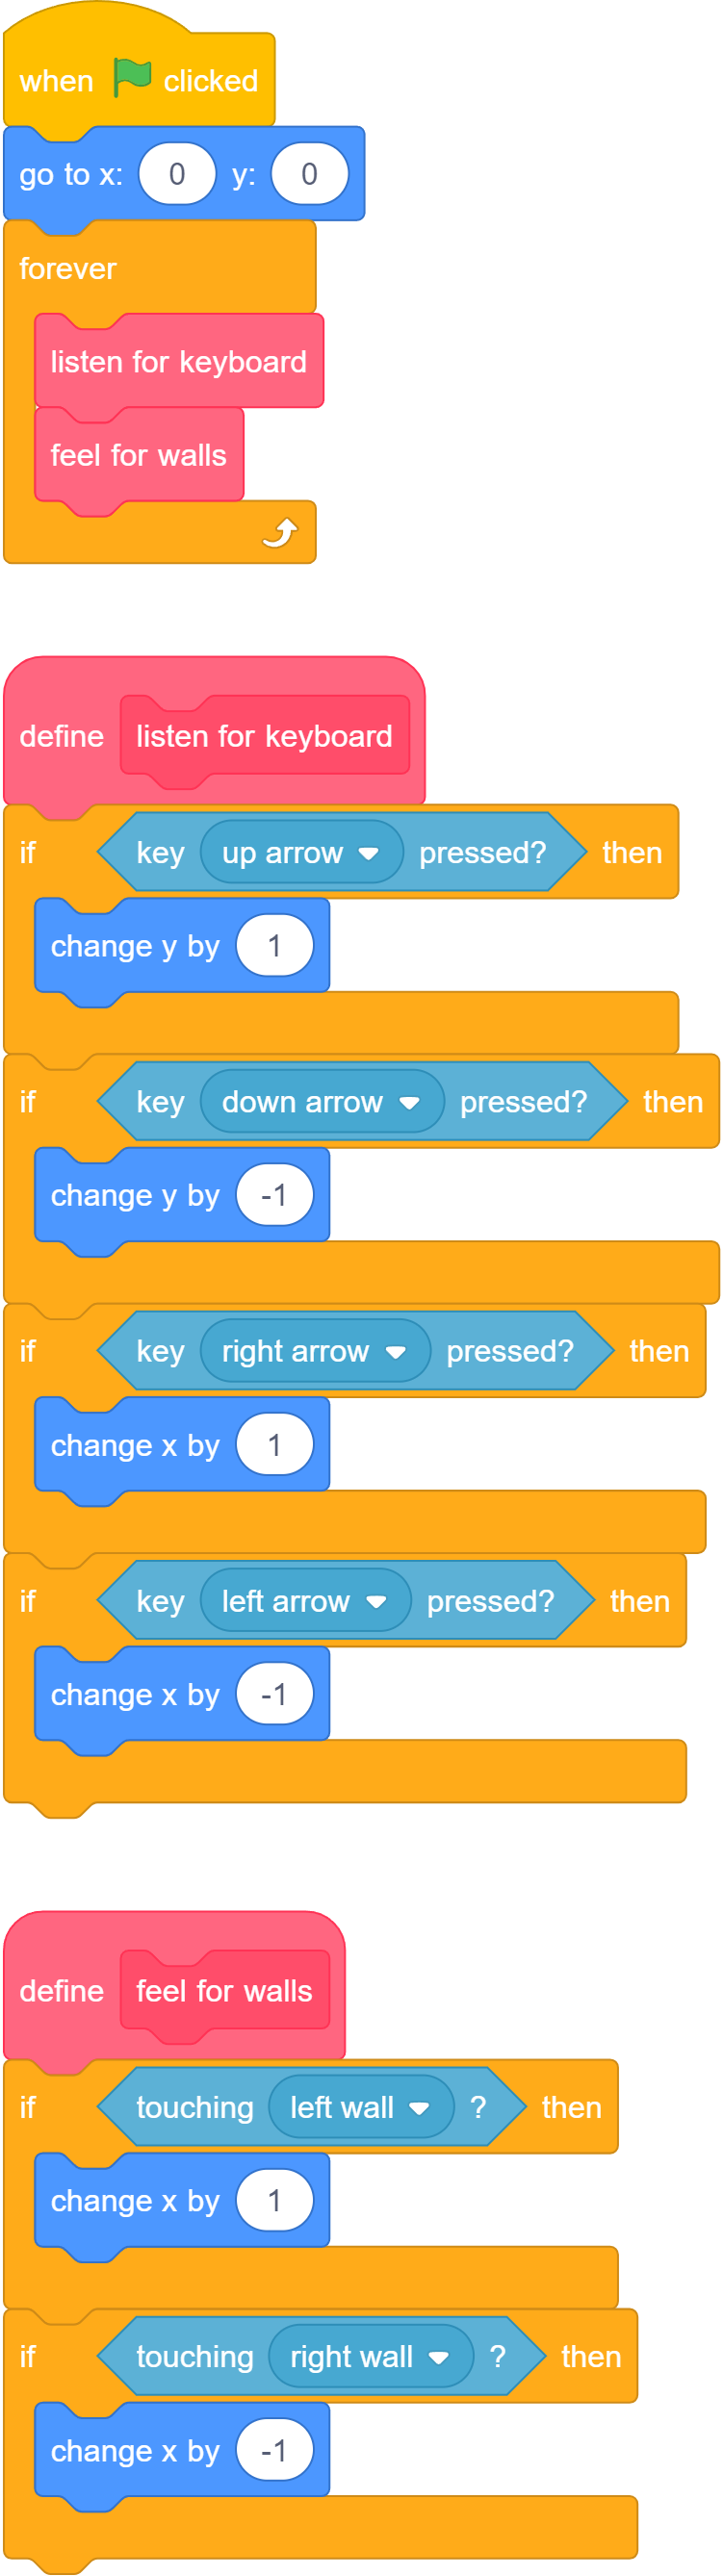 when clicked
go to x: 0 y: 0
forever
listen for keyboard
feel for walls
define listen for keyboard
if key up arrow pressed? then
change y by 1
if key down arrow pressed? then
change y by -1
if key right arrow pressed? then
change x by 1
if key left arrow pressed? then
change x by -1
define feel for walls
if touching left wall ? then
change x by 1
if touching right wall ? then
change x by -1